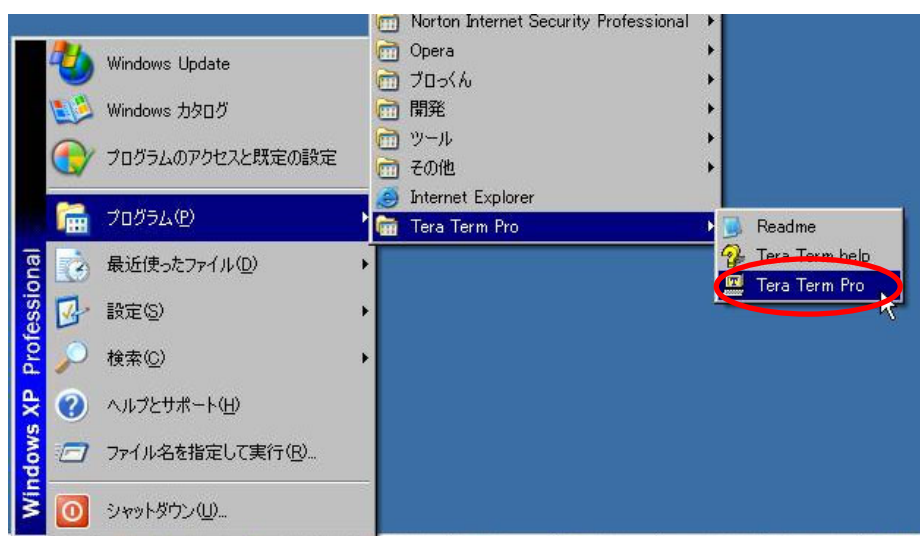 Windows XP Professional
Windows Update
Windows カタログ
プログラムのアクセスと既定の設定
プログラム(P)
最近使ったファイル(D)
設定(S)
検索(C)
ヘルプとサポート(H)
ファイル名を指定して実行(R)...
シャットダウン(U)...
Norton Internet Security Professional
Opera
ブロっくん
開発
ツール
その他
Internet Explorer
Tera Term Pro
Readme
Tera Term help
Tera Term Pro